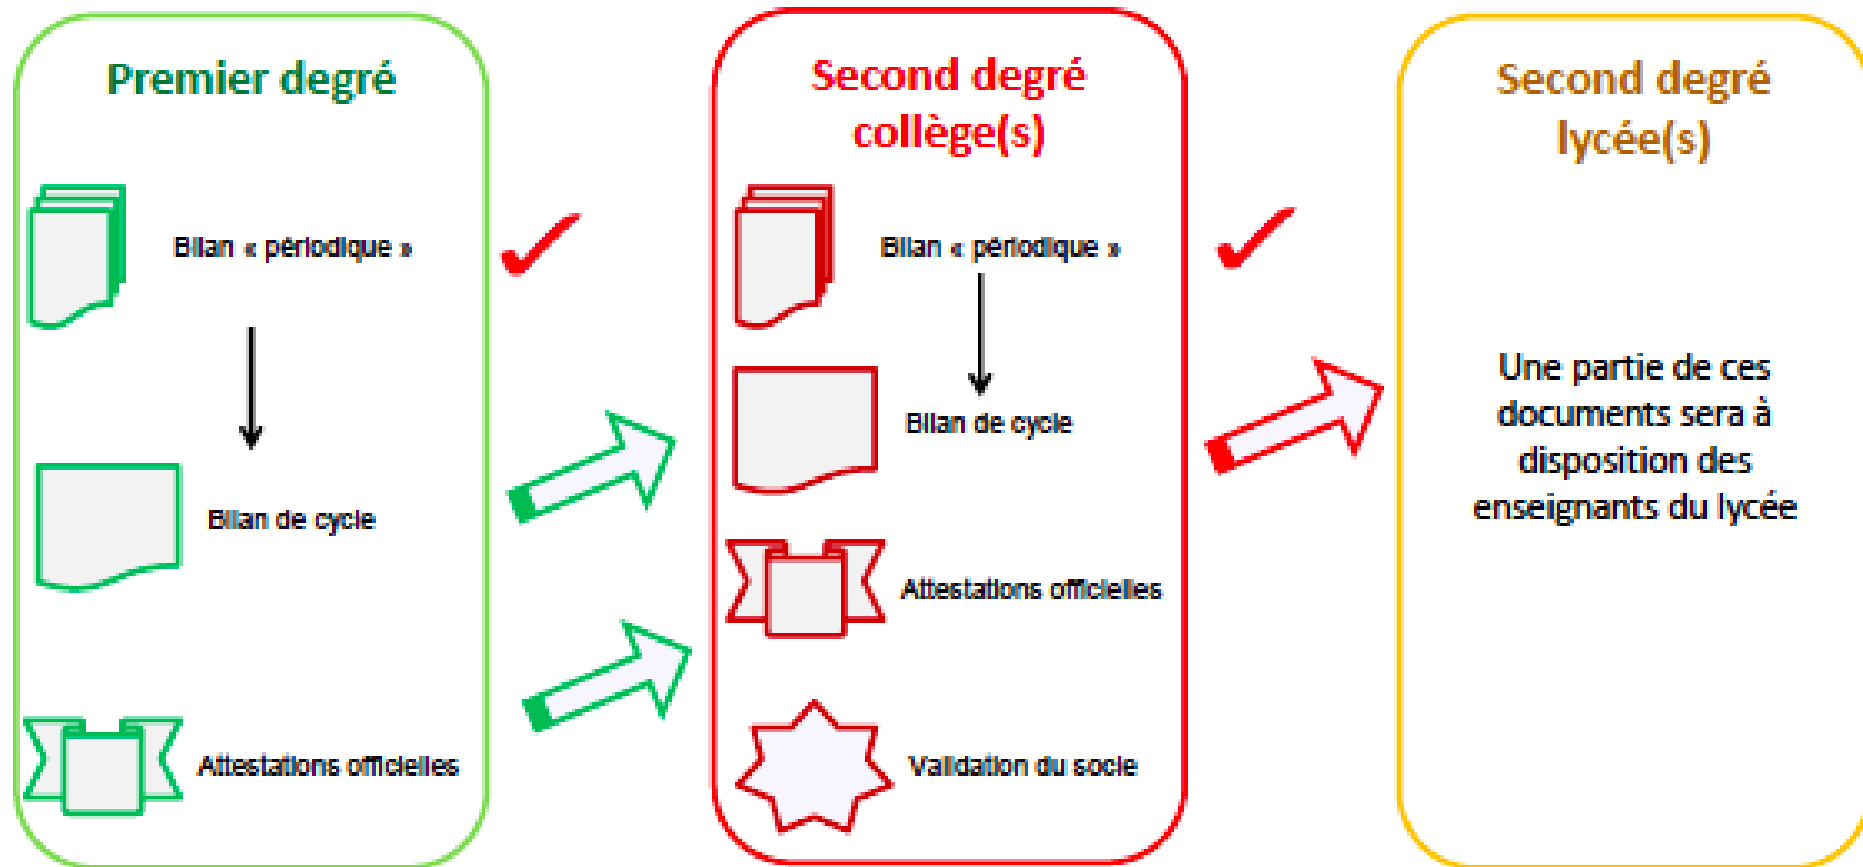 Premier degré
Bilan « périodique »
Bilan de cycle
Attestations officielles
Second degré
collège(s)
Bilan « périodique »
Bilan de cycle
Attestations officielles
Validation du socle
Second degré
lycée(s)
Une partie de ces
documents sera à
disposition des
enseignants du lycée